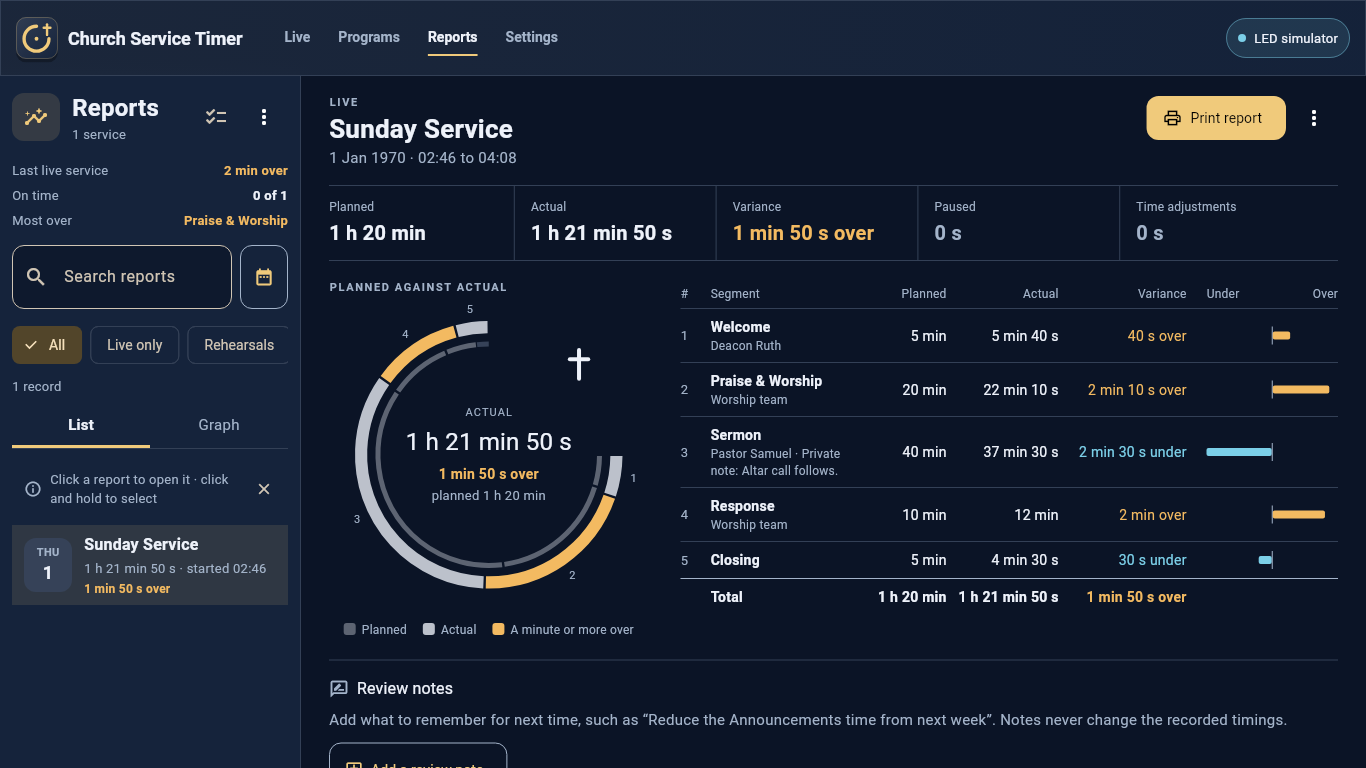 Church Service Timer
Live Programs Reports Settings
LED simulator
Reports
1 service
Last live service 2 min over
On time 0 of 1
Most over Praise & Worship
Search reports
All Live only Rehearsals
1 record
List Graph
Click a report to open it · click
and hold to select
THU
1
Sunday Service
1 h 21 min 50 s · started 02:46
1 min 50 s over
LIVE
Sunday Service
1 Jan 1970 · 02:46 to 04:08
Print report
Planned Actual Variance Paused Time adjustments
1 h 20 min 1 h 21 min 50 s 1 min 50 s over 0 s 0 s
PLANNED AGAINST ACTUAL
5
4
3
2
1
ACTUAL
1 h 21 min 50 s
1 min 50 s over
planned 1 h 20 min
Planned Actual A minute or more over
# Segment Planned Actual Variance Under Over
1 Welcome 5 min 5 min 40 s 40 s over
Deacon Ruth
2 Praise & Worship 20 min 22 min 10 s 2 min 10 s over
Worship team
3 Sermon 40 min 37 min 30 s 2 min 30 s under
Pastor Samuel · Private
note: Altar call follows.
4 Response 10 min 12 min 2 min over
Worship team
5 Closing 5 min 4 min 30 s 30 s under
Total 1 h 20 min 1 h 21 min 50 s 1 min 50 s over
Review notes
Add what to remember for next time, such as “Reduce the Announcements time from next week”. Notes never change the recorded timings.
Add a review note